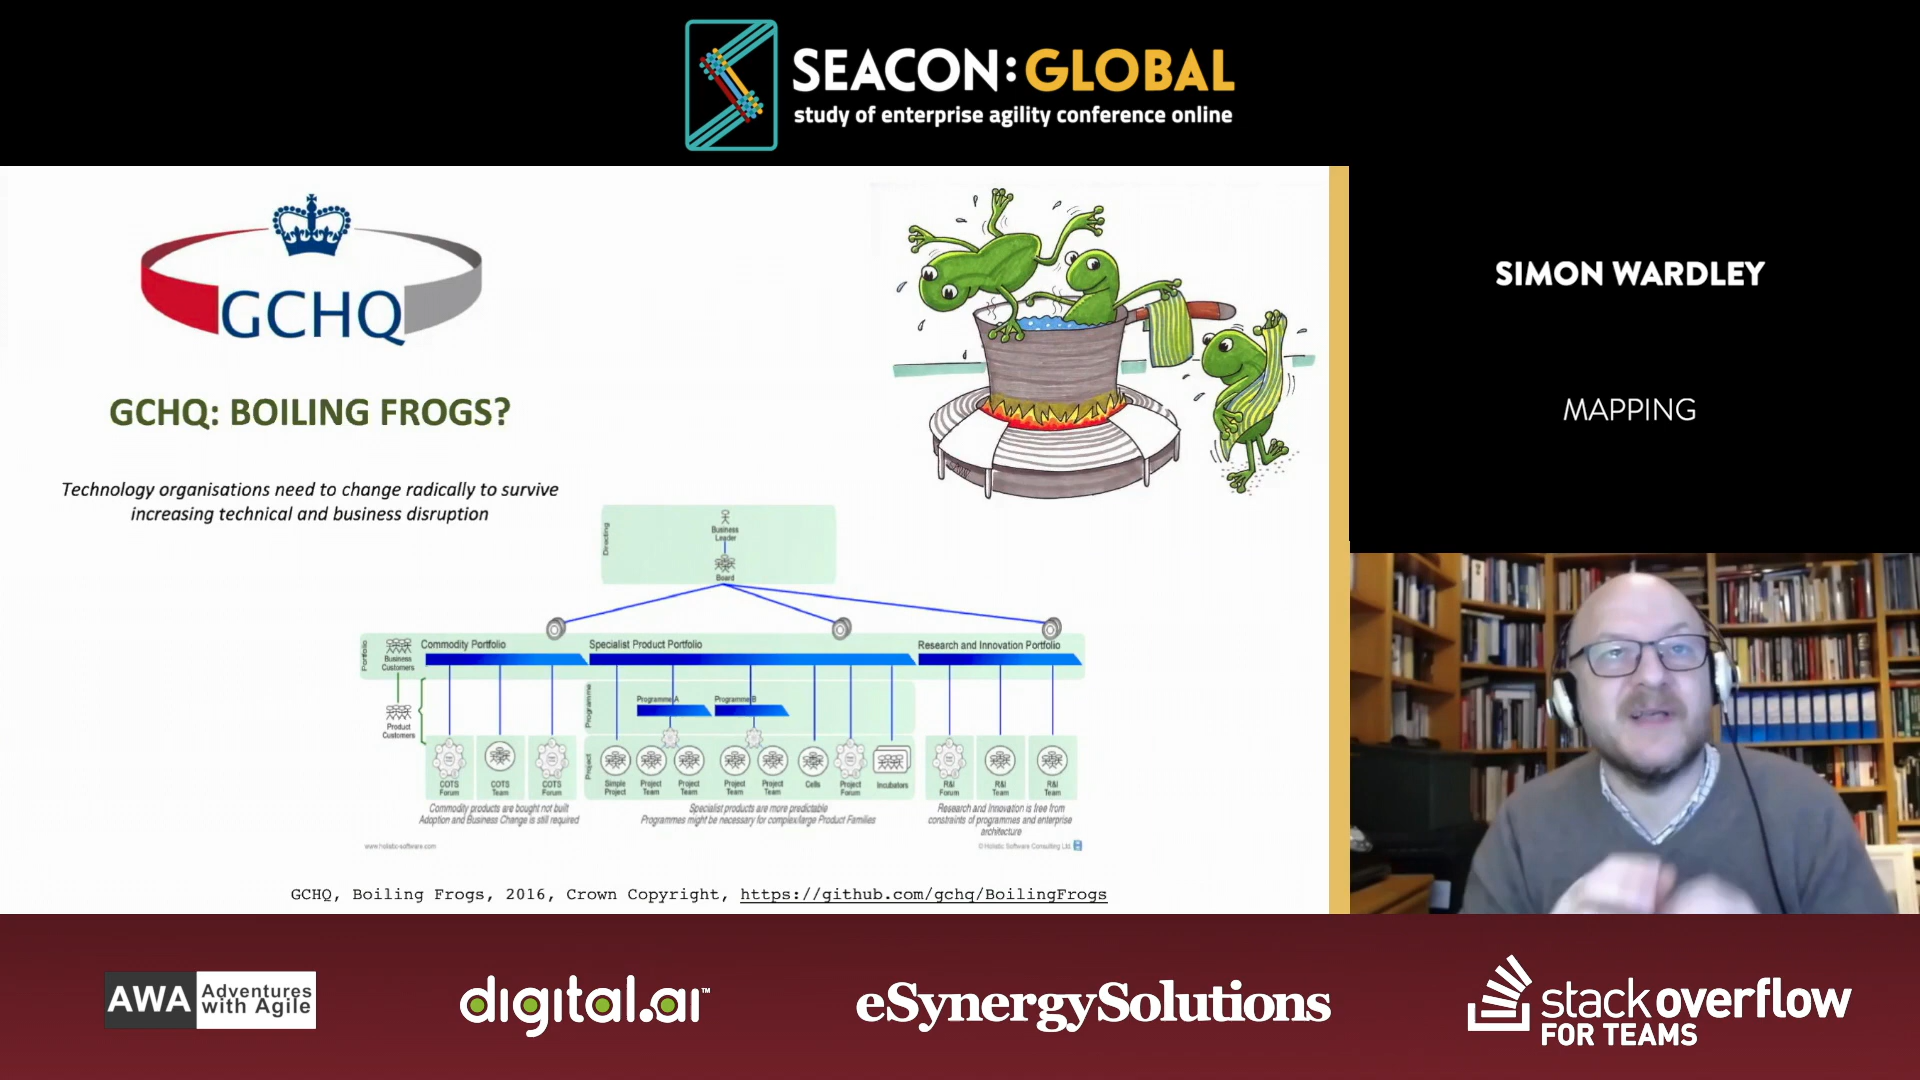 SEACON:GLOBAL
study of enterprise agility conference online
GCHQ
GCHQ: BOILING FROGS?
Technology organisations need to change radically to survive
increasing technical and business disruption
Directing
Business
Leader
Board
Portfolio
Business
Customers
Commodity Portfolio
Specialist Product Portfolio
Research and Innovation Portfolio
Product
Customers
Programme
Programme A
Programme B
Project
COTS
Forum
COTS
Team
COTS
Forum
Simple
Project
Project
Team
Project
Team
Project
Team
Project
Team
Cells
Project
Forum
Incubators
R&I
Forum
R&I
Team
R&I
Team
Commodity products are bought not built
Adoption and Business Change is still required
Specialist products are more predictable
Programmes might be necessary for complex/large Product Families
Research and Innovation is free from
constraints of programmes and enterprise
architecture
www.holistic-software.com
© Holistic Software Consulting Ltd.
GCHQ, Boiling Frogs, 2016, Crown Copyright, https://github.com/gchq/BoilingFrogs
SIMON WARDLEY
MAPPING
AWA Adventures
with Agile
digital.ai™
eSynergySolutions
stackoverflow
FOR TEAMS